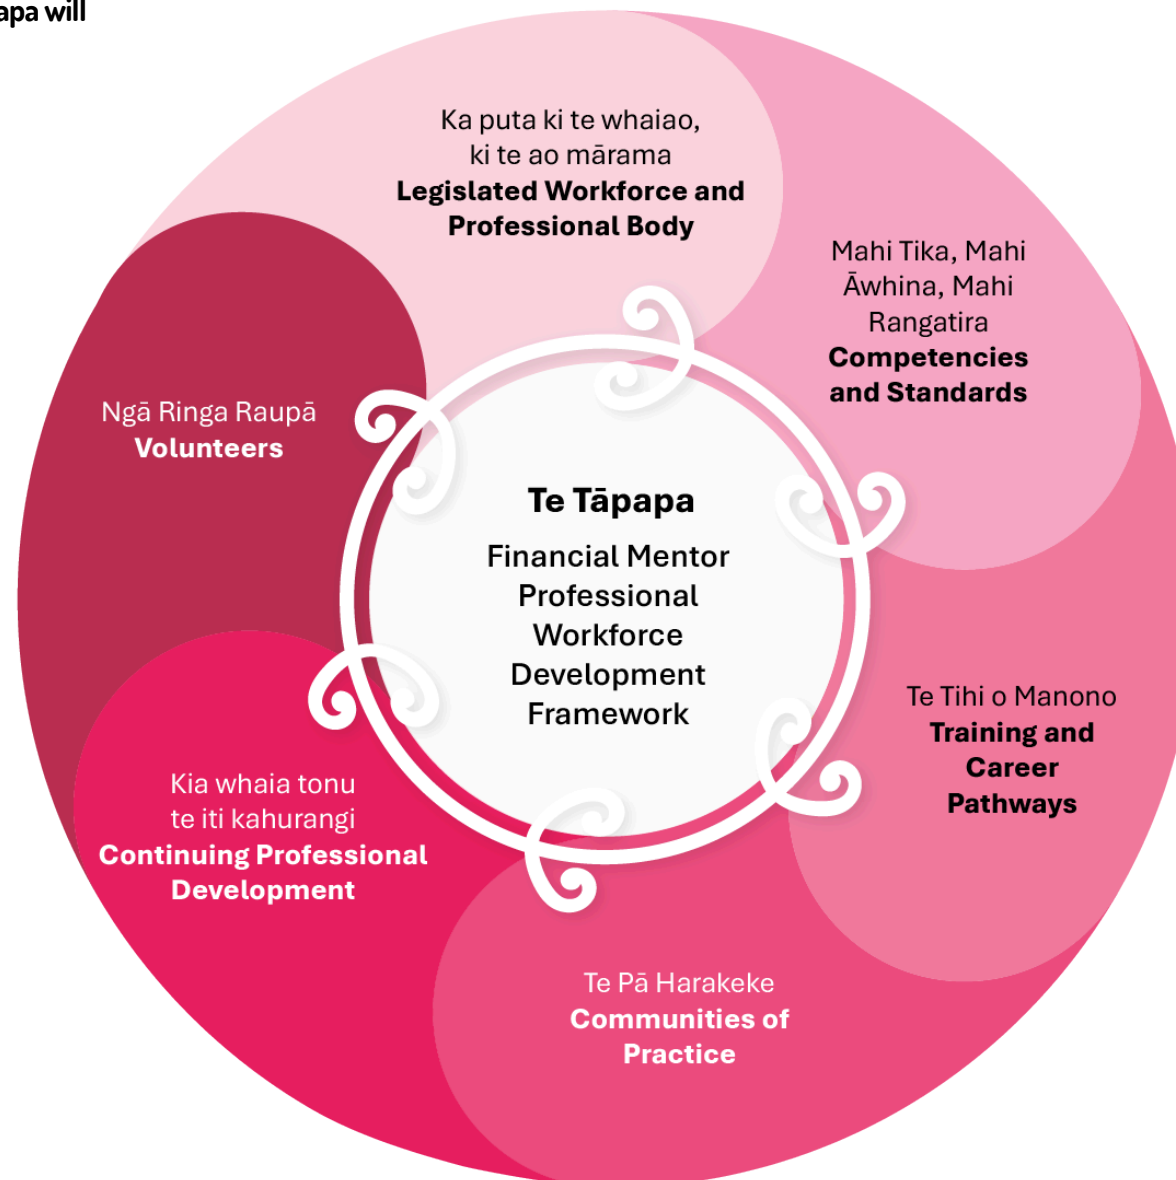 apa will
Ka puta ki te whaiao,
ki te ao mārama
Legislated Workforce and
Professional Body
Mahi Tika, Mahi
Āwhina, Mahi
Rangatira
Competencies
and Standards
Te Tihi o Manono
Training and
Career
Pathways
Te Pā Harakeke
Communities of
Practice
Kia whaia tonu
te iti kahurangi
Continuing Professional
Development
Ngā Ringa Raupā
Volunteers
Te Tāpapa
Financial Mentor
Professional
Workforce
Development
Framework